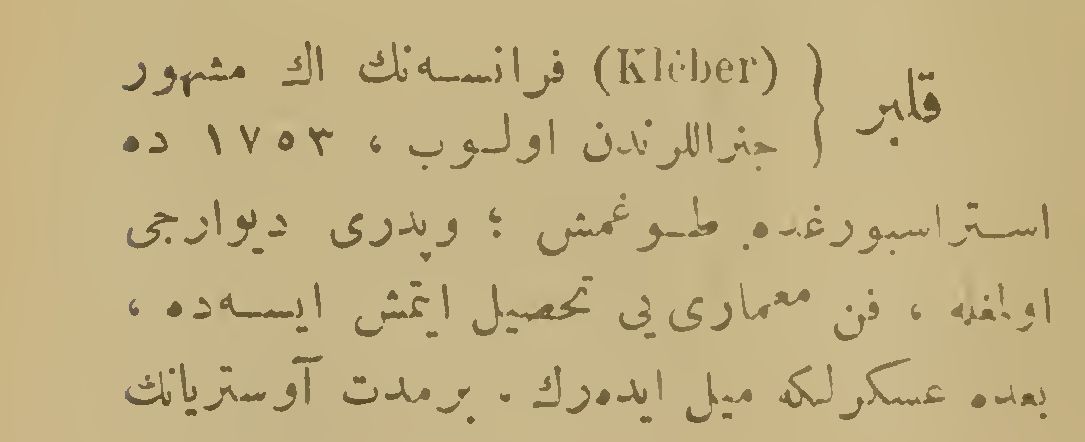 قلبر { (Kléber) فرانسه‌نك اك مشهور
جنراللرندن اولوب ، ۱۷۵۳ ده
استراسبورغده طوغمش ؛ وپدری دیوارجی
اولغله ، فن معماری یی تحصیل ایتمش ایسه‌ده ،
بعده عسكرلكه میل ایده‌رك . برمدت آوستریانك